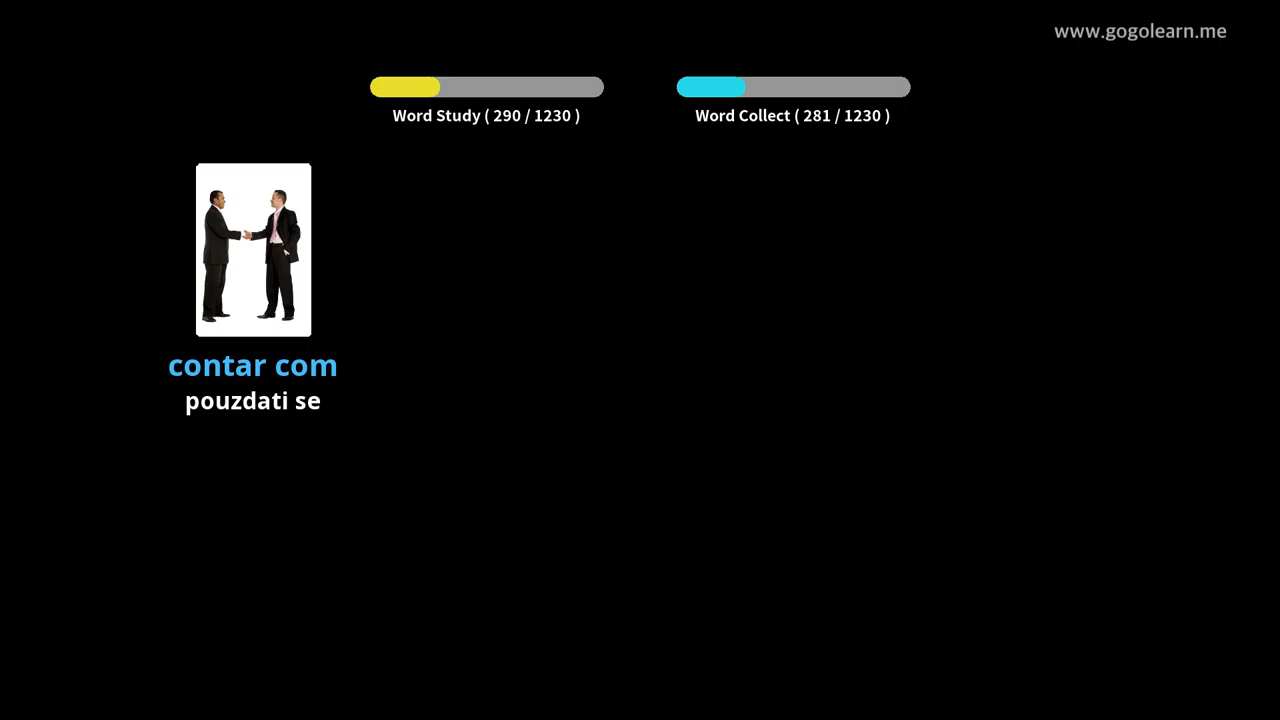 www.gogolearn.me
Word Study ( 290 / 1230 )
Word Collect ( 281 / 1230 )
contar com
pouzdati se